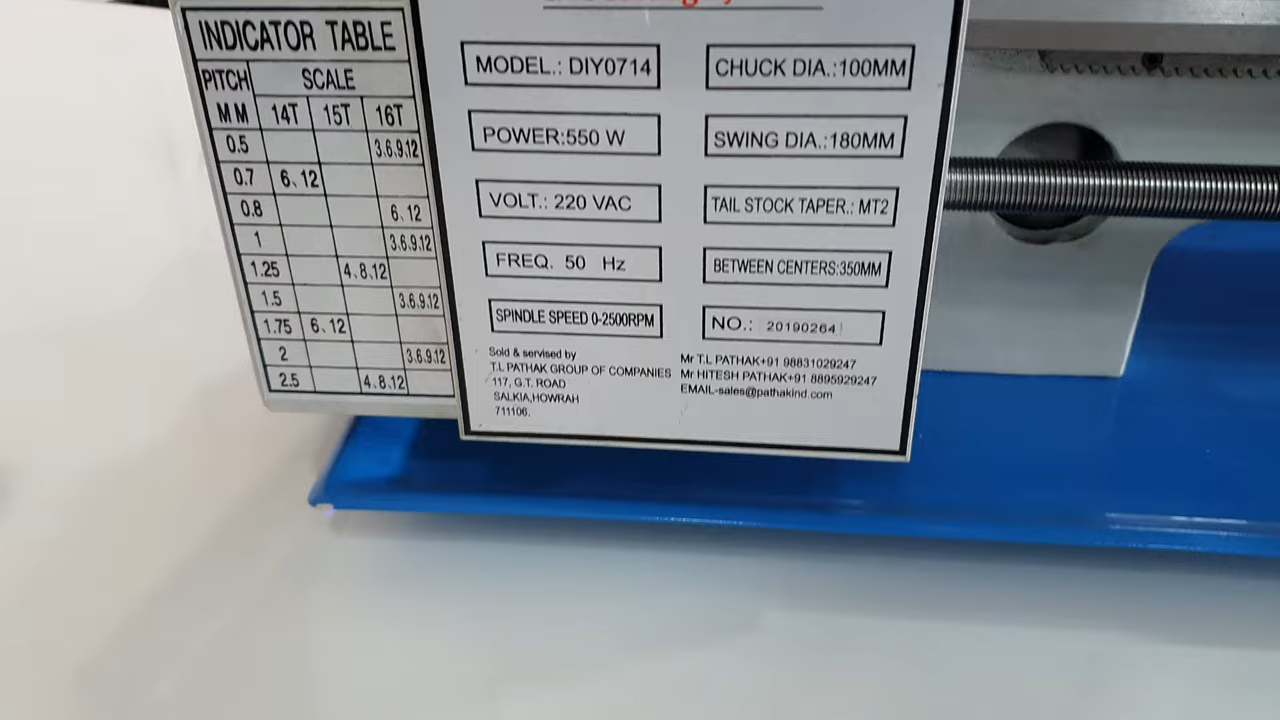 INDICATOR TABLE
PITCH SCALE
MM 14T 15T 16T
0.5 3.6.9.12
0.7 6、12
0.8 6.12
1 3.6.9.12
1.25 4.8.12
1.5 3.6.9.12
1.75 6.12
2 3.6.9.12
2.5 4.8.12
MODEL.: DIY0714
POWER:550 W
VOLT.: 220 VAC
FREQ. 50 Hz
SPINDLE SPEED 0-2500RPM
CHUCK DIA.:100MM
SWING DIA.:180MM
TAIL STOCK TAPER.: MT2
BETWEEN CENTERS:350MM
NO.: 20190264
Sold & servised by
T.L PATHAK GROUP OF COMPANIES
117, G.T. ROAD
SALKIA,HOWRAH
711106.
Mr T.L PATHAK+91 98831029247
Mr HITESH PATHAK+91 8895929247
EMAIL-sales@pathakind.com